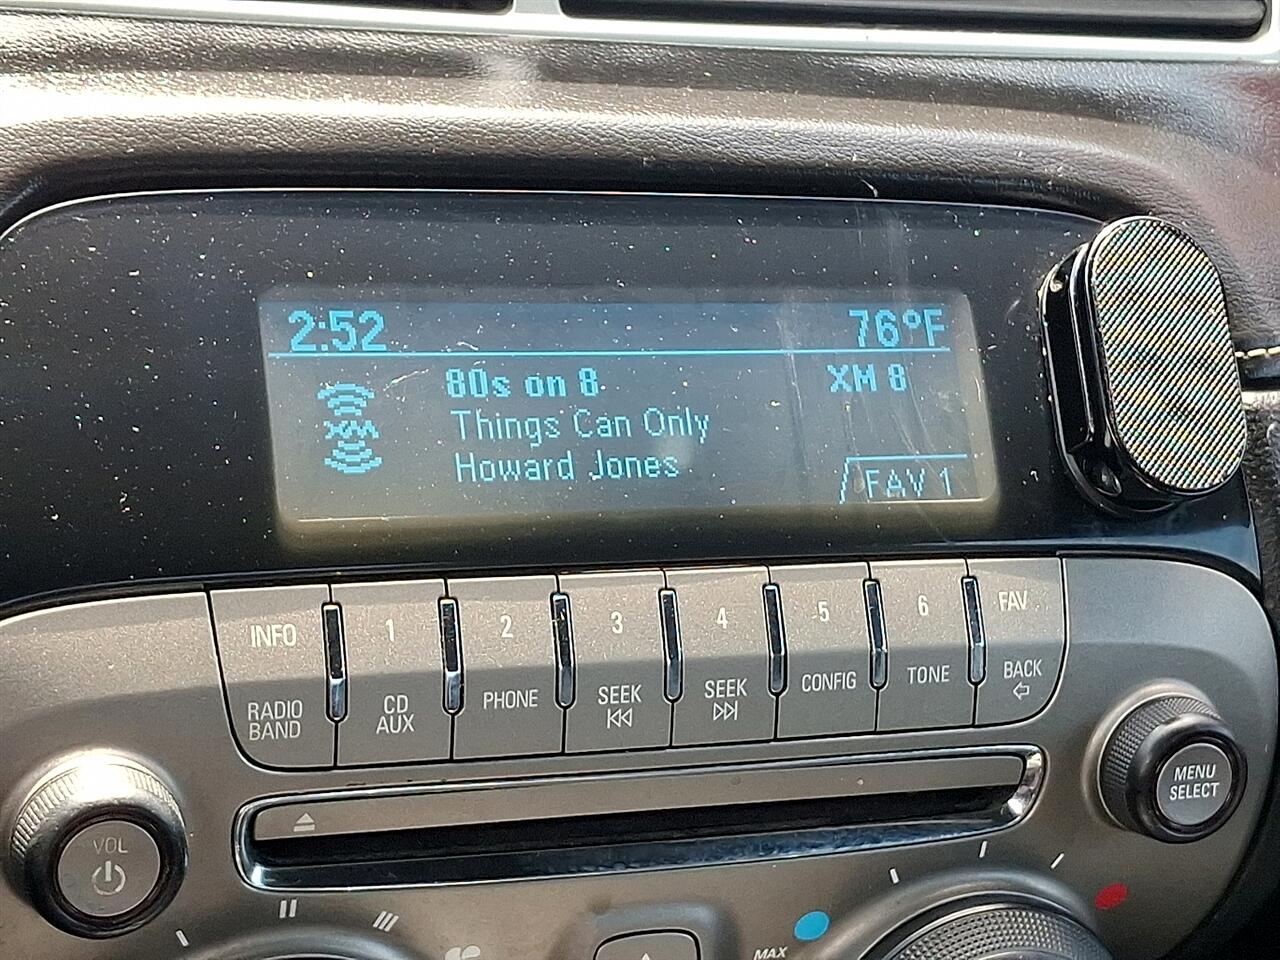 2:52 76°F
80s on 8 XM 8
XM Things Can Only
Howard Jones
FAV 1
INFO 1 2 3 4 5 6 FAV
RADIO BAND CD AUX PHONE SEEK SEEK CONFIG TONE BACK
VOL
MENU
SELECT
MAX